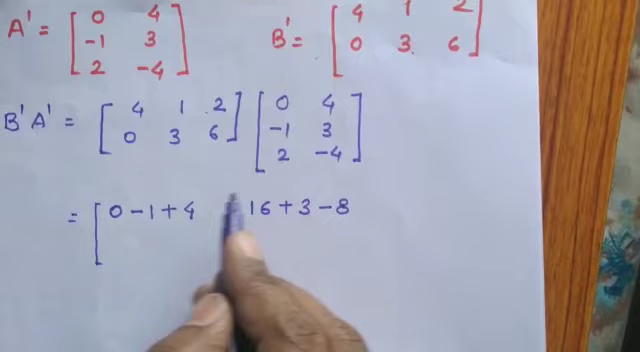 A' = [ 0 4
-1 3
2 -4 ]
B' = [ 4 1 2
0 3 6 ]
B'A' = [ 4 1 2
0 3 6 ] [ 0 4
-1 3
2 -4 ]
= [ 0-1+4 16+3-8